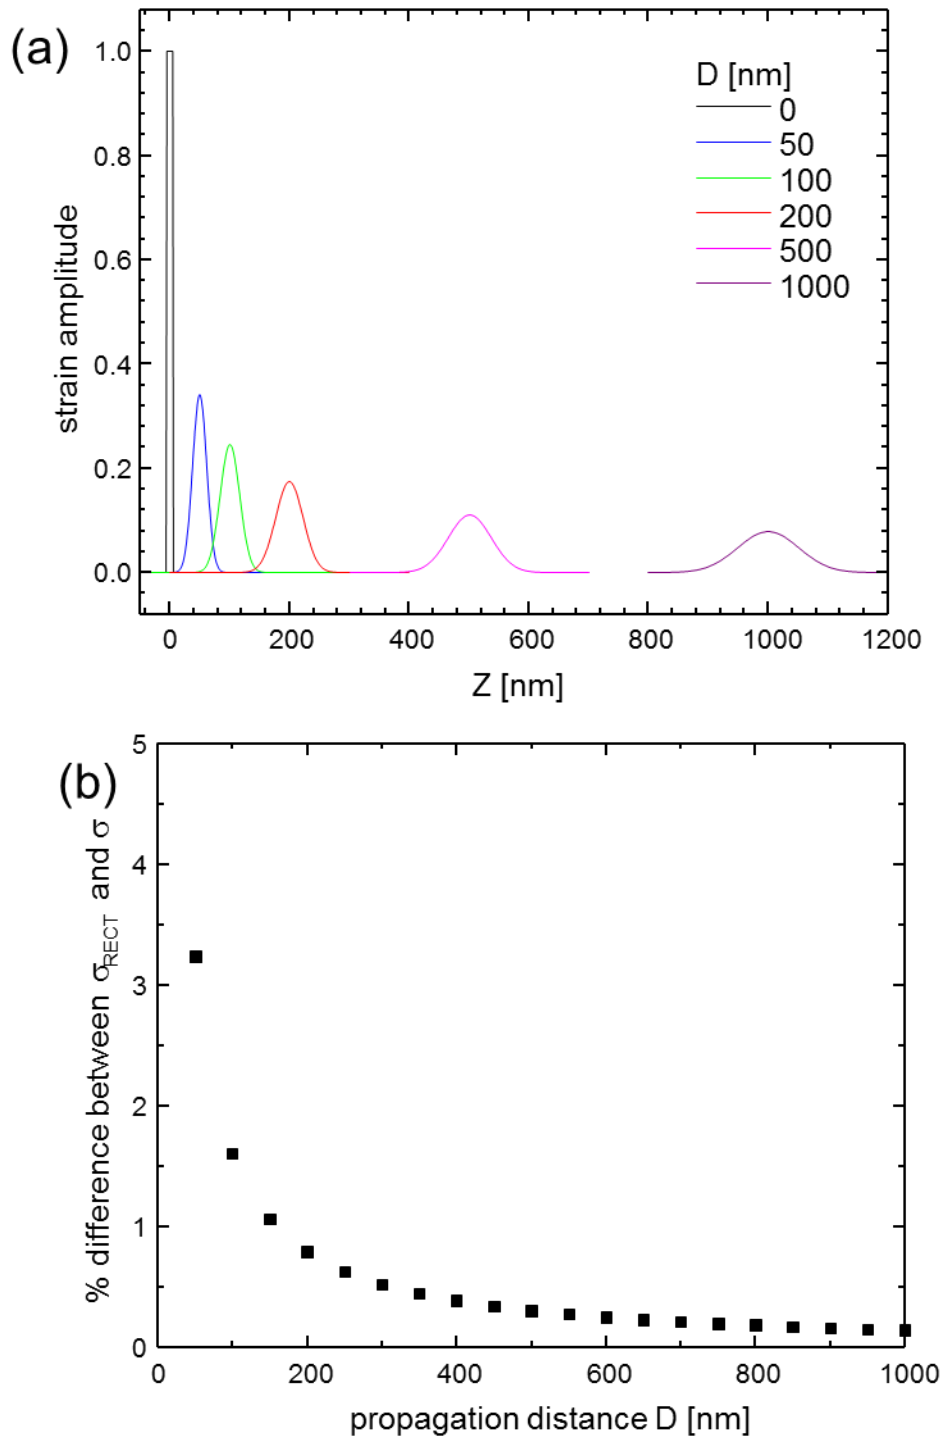 (a)
1.0
0.8
0.6
0.4
0.2
0.0
strain amplitude
D [nm]
0
50
100
200
500
1000
0 200 400 600 800 1000 1200
Z [nm]
(b)
5
4
3
2
1
0
% difference between σRECT and σ
0 200 400 600 800 1000
propagation distance D [nm]